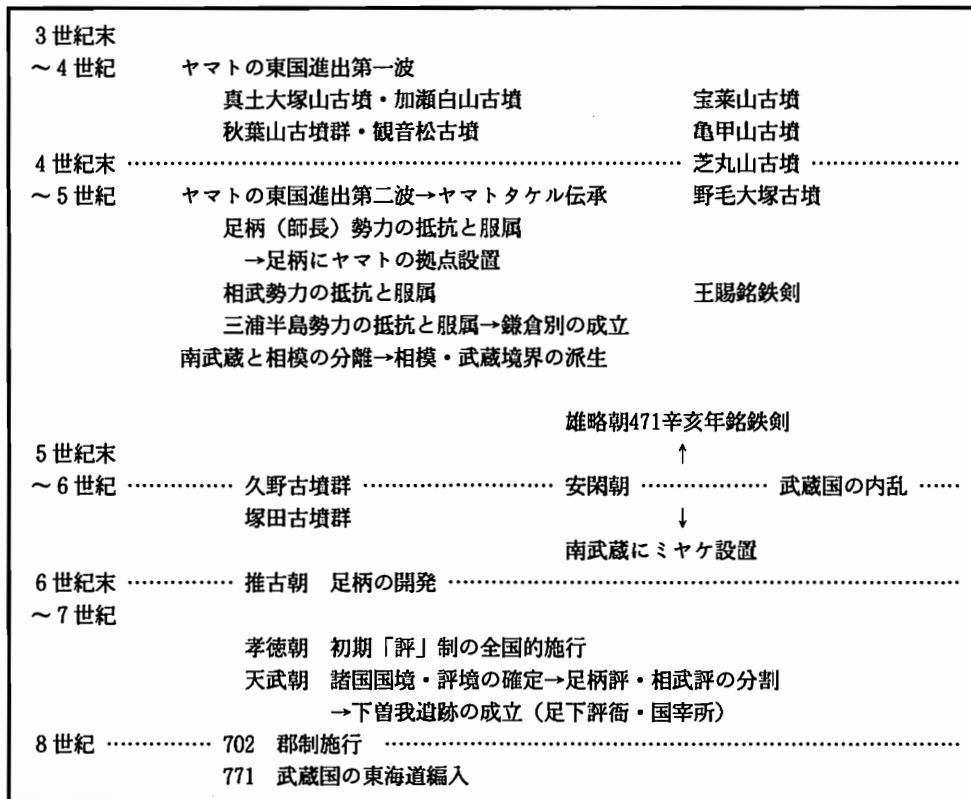 3世紀末
～4世紀 ヤマトの東国進出第一波
真土大塚山古墳・加瀬白山古墳 宝莱山古墳
秋葉山古墳群・観音松古墳 亀甲山古墳
4世紀末 …………………………………………………………… 芝丸山古墳 ……………
～5世紀 ヤマトの東国進出第二波→ヤマトタケル伝承 野毛大塚古墳
足柄（師長）勢力の抵抗と服属
→足柄にヤマトの拠点設置
相武勢力の抵抗と服属 王賜銘鉄剣
三浦半島勢力の抵抗と服属→鎌倉別の成立
南武蔵と相模の分離→相模・武蔵境界の派生
雄略朝471辛亥年銘鉄剣
5世紀末 ↑
～6世紀 …………… 久野古墳群 …………………… 安閑朝 ……………… 武蔵国の内乱 ……
塚田古墳群 ↓
南武蔵にミヤケ設置
6世紀末 …………… 推古朝 足柄の開発 ……………………………………………………
～7世紀
孝徳朝 初期「評」制の全国的施行
天武朝 諸国国境・評境の確定→足柄評・相武評の分割
→下曽我遺跡の成立（足下評衙・国宰所）
8世紀 …………… 702 郡制施行 ……………………………………………………………
771 武蔵国の東海道編入